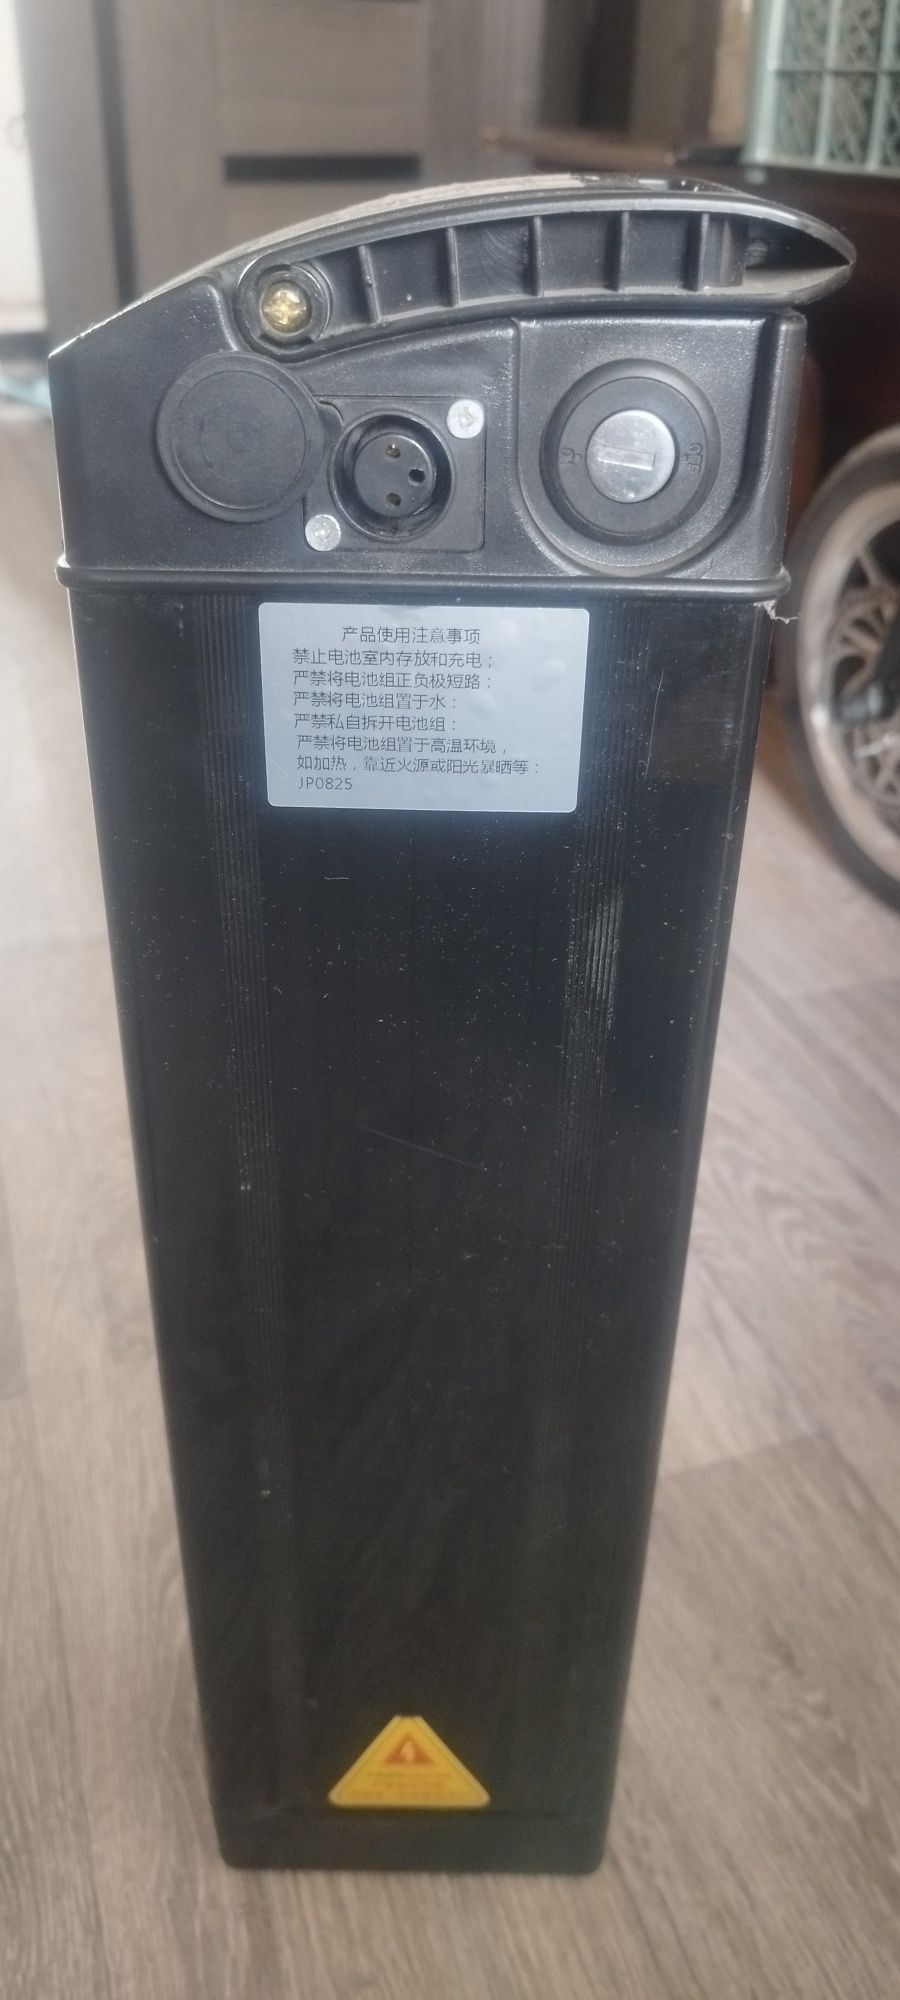 OFF
产品使用注意事项
禁止电池室内存放和充电；
严禁将电池组正负极短路：
严禁将电池组置于水：
严禁私自拆开电池组：
严禁将电池组置于高温环境，
如加热，靠近火源或阳光暴晒等：
JP0825